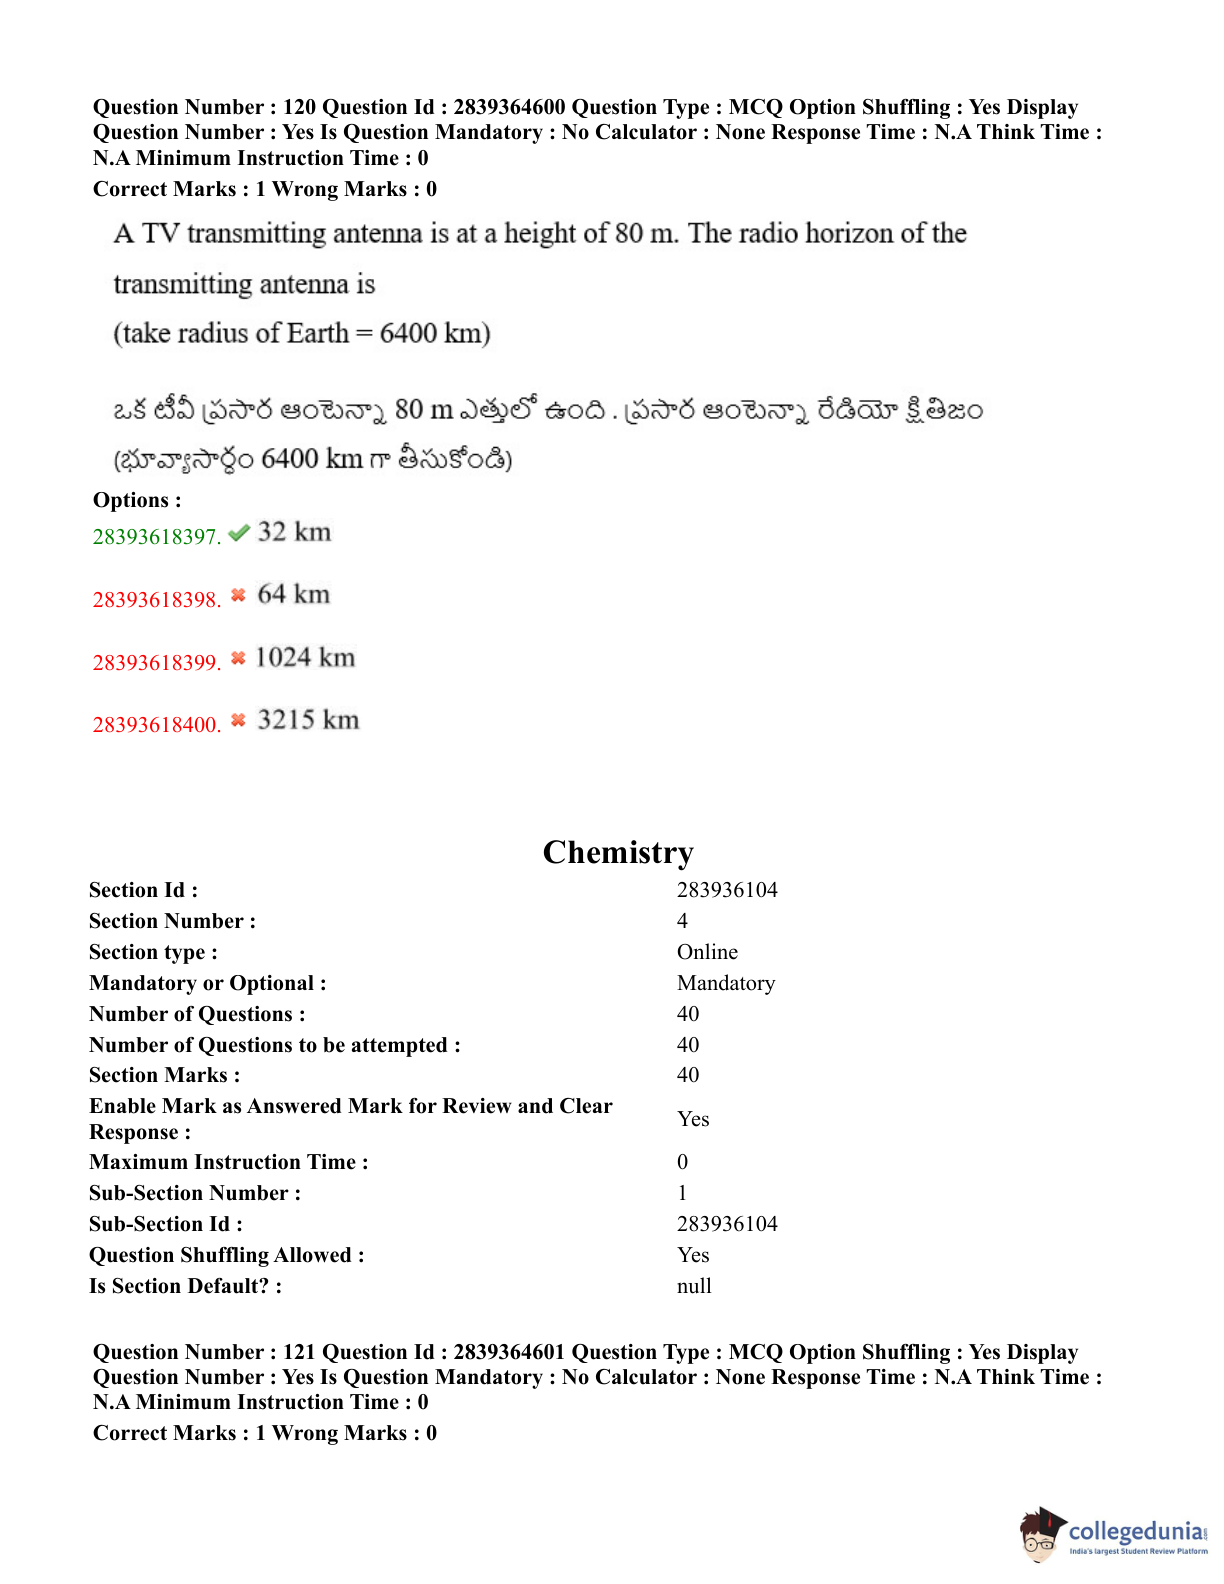 Question Number : 120 Question Id : 2839364600 Question Type : MCQ Option Shuffling : Yes Display
Question Number : Yes Is Question Mandatory : No Calculator : None Response Time : N.A Think Time :
N.A Minimum Instruction Time : 0
Correct Marks : 1 Wrong Marks : 0
A TV transmitting antenna is at a height of 80 m. The radio horizon of the
transmitting antenna is
(take radius of Earth = 6400 km)
ఒక టీవీ ప్రసార ఆంటెన్నా 80 m ఎత్తులో ఉంది . ప్రసార ఆంటెన్నా రేడియో క్షితిజం
(భూవ్యాసార్ధం 6400 km గా తీసుకోండి)
Options :
28393618397. 32 km
28393618398. 64 km
28393618399. 1024 km
28393618400. 3215 km
Chemistry
Section Id : 283936104
Section Number : 4
Section type : Online
Mandatory or Optional : Mandatory
Number of Questions : 40
Number of Questions to be attempted : 40
Section Marks : 40
Enable Mark as Answered Mark for Review and Clear
Response : Yes
Maximum Instruction Time : 0
Sub-Section Number : 1
Sub-Section Id : 283936104
Question Shuffling Allowed : Yes
Is Section Default? : null
Question Number : 121 Question Id : 2839364601 Question Type : MCQ Option Shuffling : Yes Display
Question Number : Yes Is Question Mandatory : No Calculator : None Response Time : N.A Think Time :
N.A Minimum Instruction Time : 0
Correct Marks : 1 Wrong Marks : 0
collegedunia
India's largest Student Review Platform